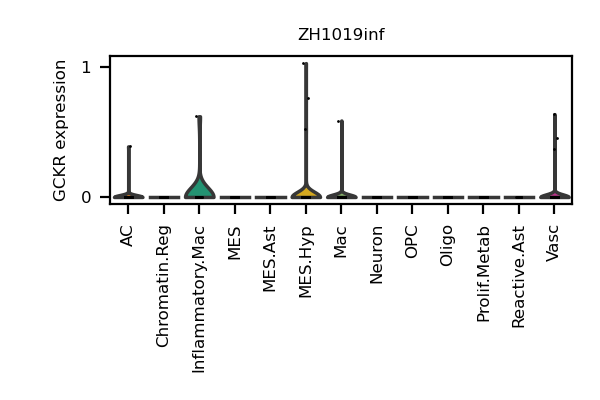 ZH1019inf
GCKR expression
1
0
AC
Chromatin.Reg
Inflammatory.Mac
MES
MES.Ast
MES.Hyp
Mac
Neuron
OPC
Oligo
Prolif.Metab
Reactive.Ast
Vasc